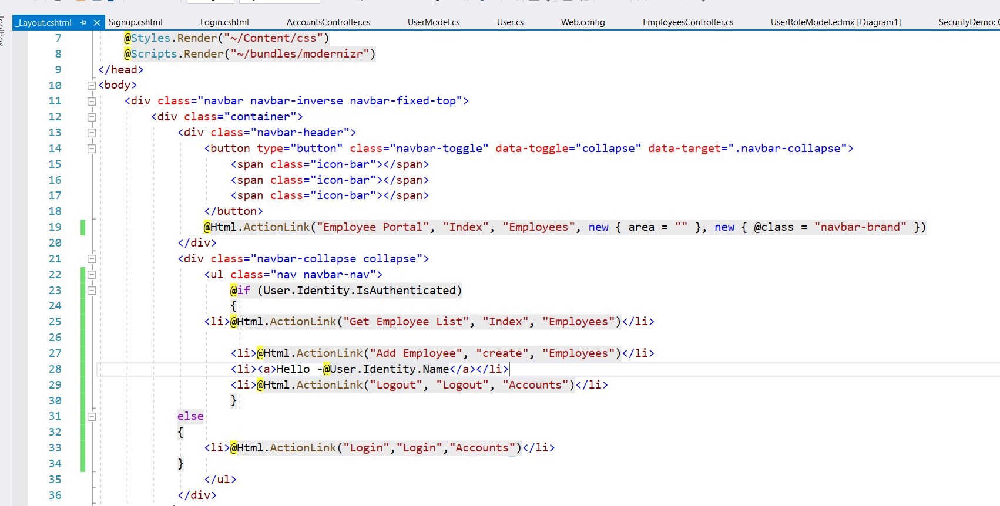 _Layout.cshtml Signup.cshtml Login.cshtml AccountsController.cs UserModel.cs User.cs Web.config EmployeesController.cs UserRoleModel.edmx [Diagram1] SecurityDemo:
Toolbox
7 @Styles.Render("~/Content/css")
8 @Scripts.Render("~/bundles/modernizr")
9 </head>
10 <body>
11 <div class="navbar navbar-inverse navbar-fixed-top">
12 <div class="container">
13 <div class="navbar-header">
14 <button type="button" class="navbar-toggle" data-toggle="collapse" data-target=".navbar-collapse">
15 <span class="icon-bar"></span>
16 <span class="icon-bar"></span>
17 <span class="icon-bar"></span>
18 </button>
19 @Html.ActionLink("Employee Portal", "Index", "Employees", new { area = "" }, new { @class = "navbar-brand" })
20 </div>
21 <div class="navbar-collapse collapse">
22 <ul class="nav navbar-nav">
23 @if (User.Identity.IsAuthenticated)
24 {
25 <li>@Html.ActionLink("Get Employee List", "Index", "Employees")</li>
26
27 <li>@Html.ActionLink("Add Employee", "create", "Employees")</li>
28 <li><a>Hello -@User.Identity.Name</a></li>
29 <li>@Html.ActionLink("Logout", "Logout", "Accounts")</li>
30 }
31 else
32 {
33 <li>@Html.ActionLink("Login","Login","Accounts")</li>
34 }
35 </ul>
36 </div>